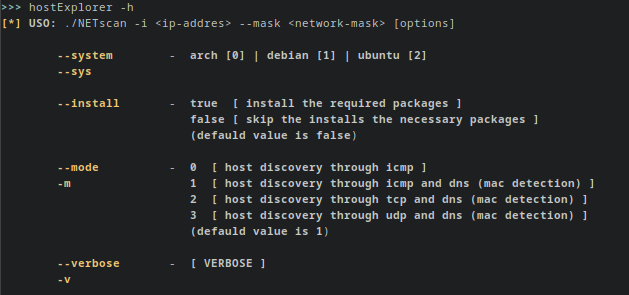 >>> hostExplorer -h
[*] USO: ./NETscan -i <ip-addres> --mask <network-mask> [options]
--system - arch [0] | debian [1] | ubuntu [2]
--sys
--install - true [ install the required packages ]
false [ skip the installs the necessary packages ]
(defauld value is false)
--mode - 0 [ host discovery through icmp ]
-m 1 [ host discovery through icmp and dns (mac detection) ]
2 [ host discovery through tcp and dns (mac detection) ]
3 [ host discovery through udp and dns (mac detection) ]
(defauld value is 1)
--verbose - [ VERBOSE ]
-v